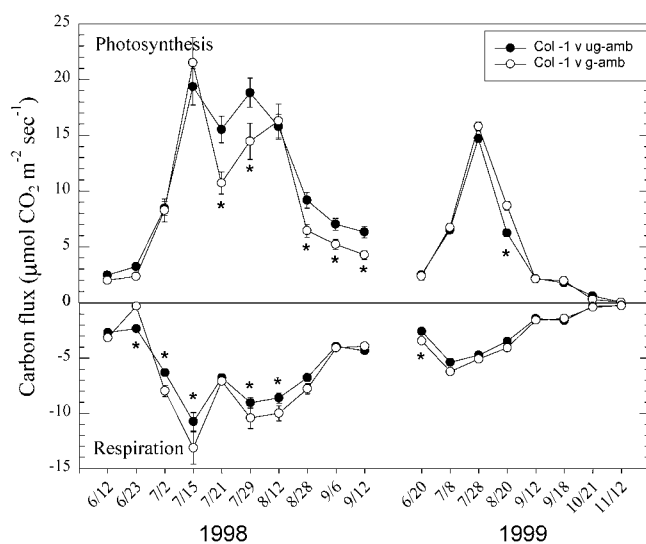 25
20
15
10
5
0
-5
-10
-15
Carbon flux (μmol CO₂ m⁻² sec⁻¹)
Photosynthesis
Col -1 v ug-amb
Col -1 v g-amb
* * * * * *
* * * * * *
Respiration
6/12 6/23 7/2 7/15 7/21 7/29 8/12 8/28 9/6 9/12 6/20 7/8 7/28 8/20 9/12 9/18 10/21 11/12
1998 1999